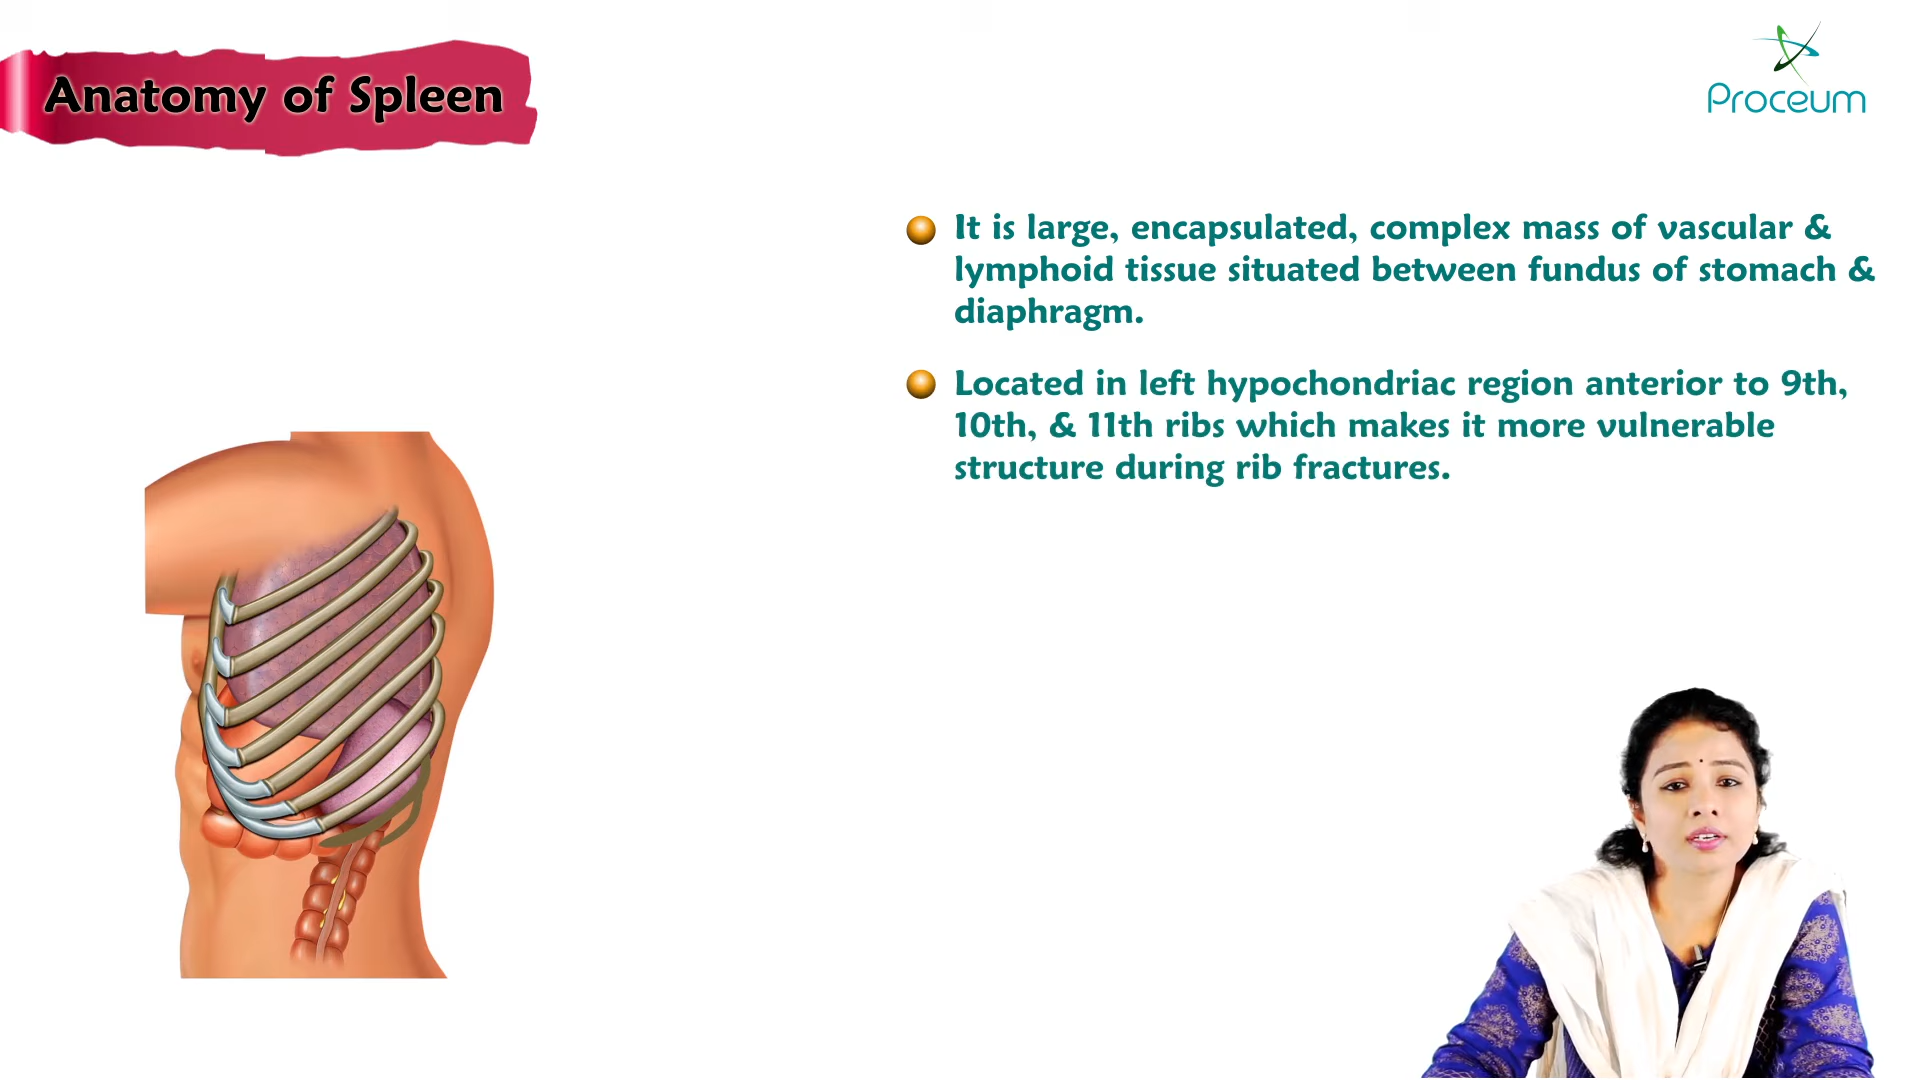 Anatomy of Spleen
Proceum
It is large, encapsulated, complex mass of vascular &
lymphoid tissue situated between fundus of stomach &
diaphragm.
Located in left hypochondriac region anterior to 9th,
10th, & 11th ribs which makes it more vulnerable
structure during rib fractures.